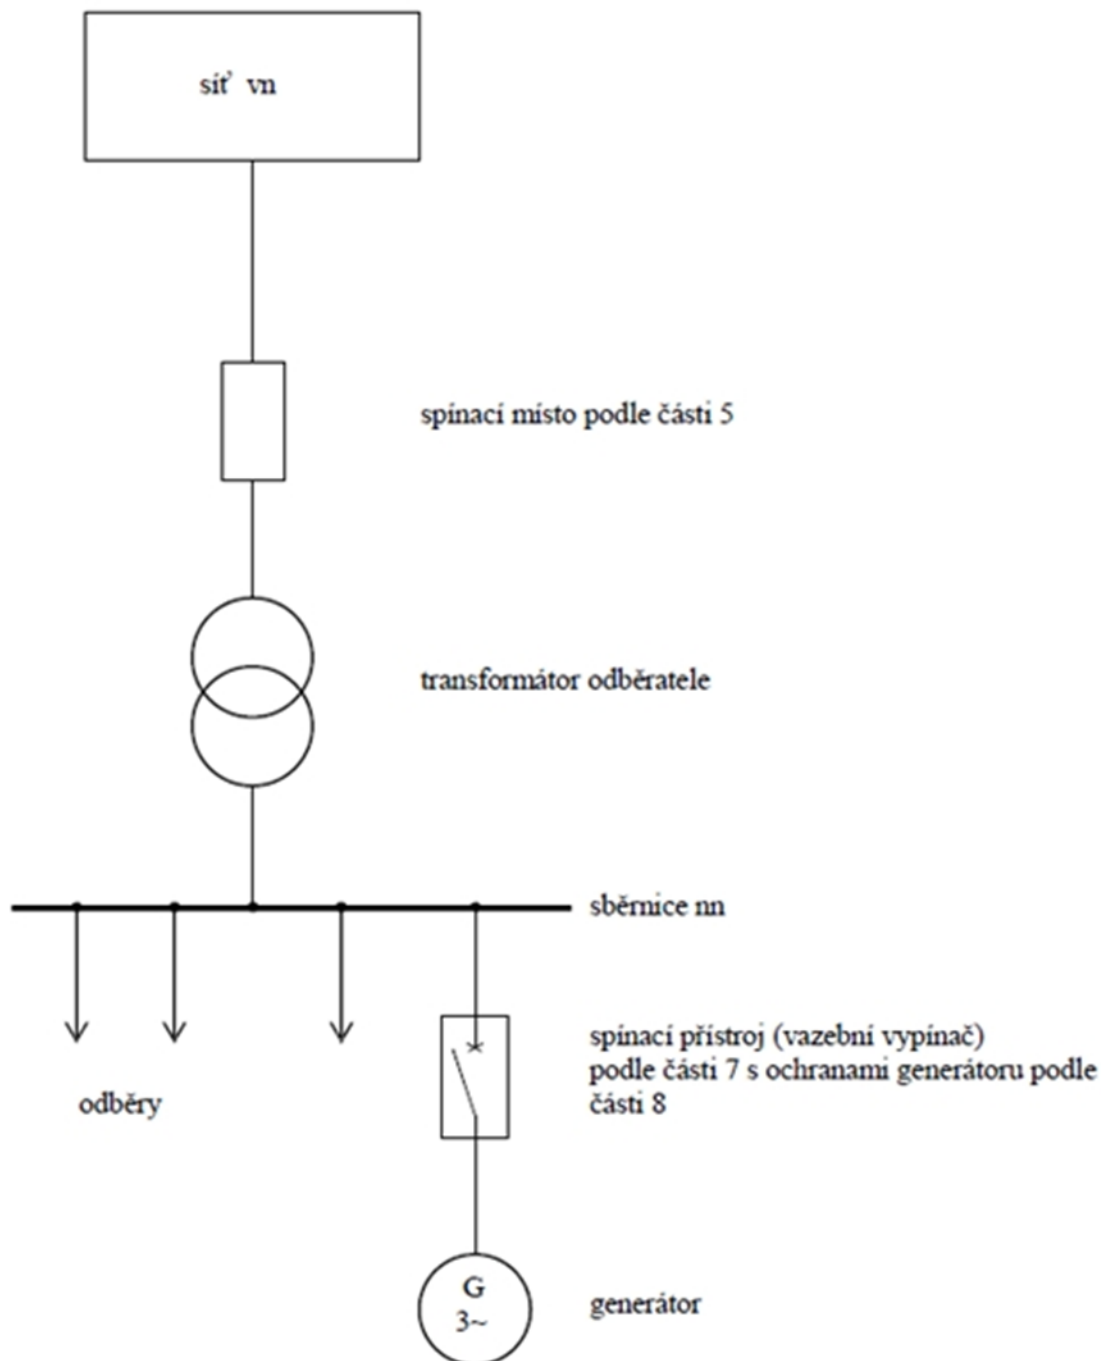 síť vn
spínací místo podle části 5
transformátor odběratele
sběrnice nn
spínací přístroj (vazební vypínač)
podle části 7 s ochranami generátoru podle
části 8
odběry
G
3~
generátor